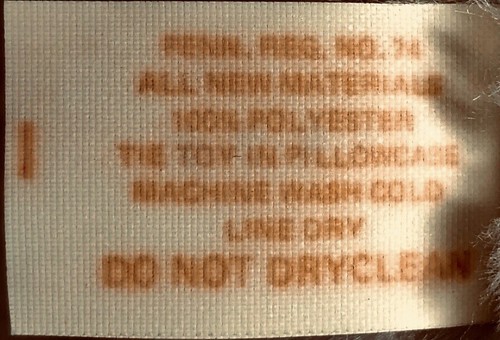 PENN. REG. NO. 74
ALL NEW MATERIALS
100% POLYESTER
TIE TOY IN PILLOWCASE
MACHINE WASH COLD
LINE DRY
DO NOT DRYCLEAN